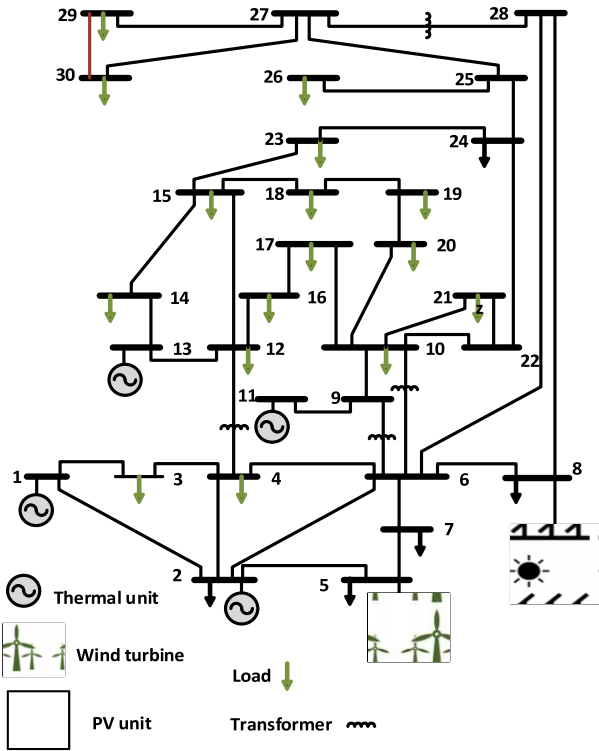 29 27 28
30 26 25
23 24
15 18 19
17 20
14 16 21 z
13 12 10 22
11 9
1 3 4 6 8
7
2 5
Thermal unit
Wind turbine
Load
PV unit Transformer